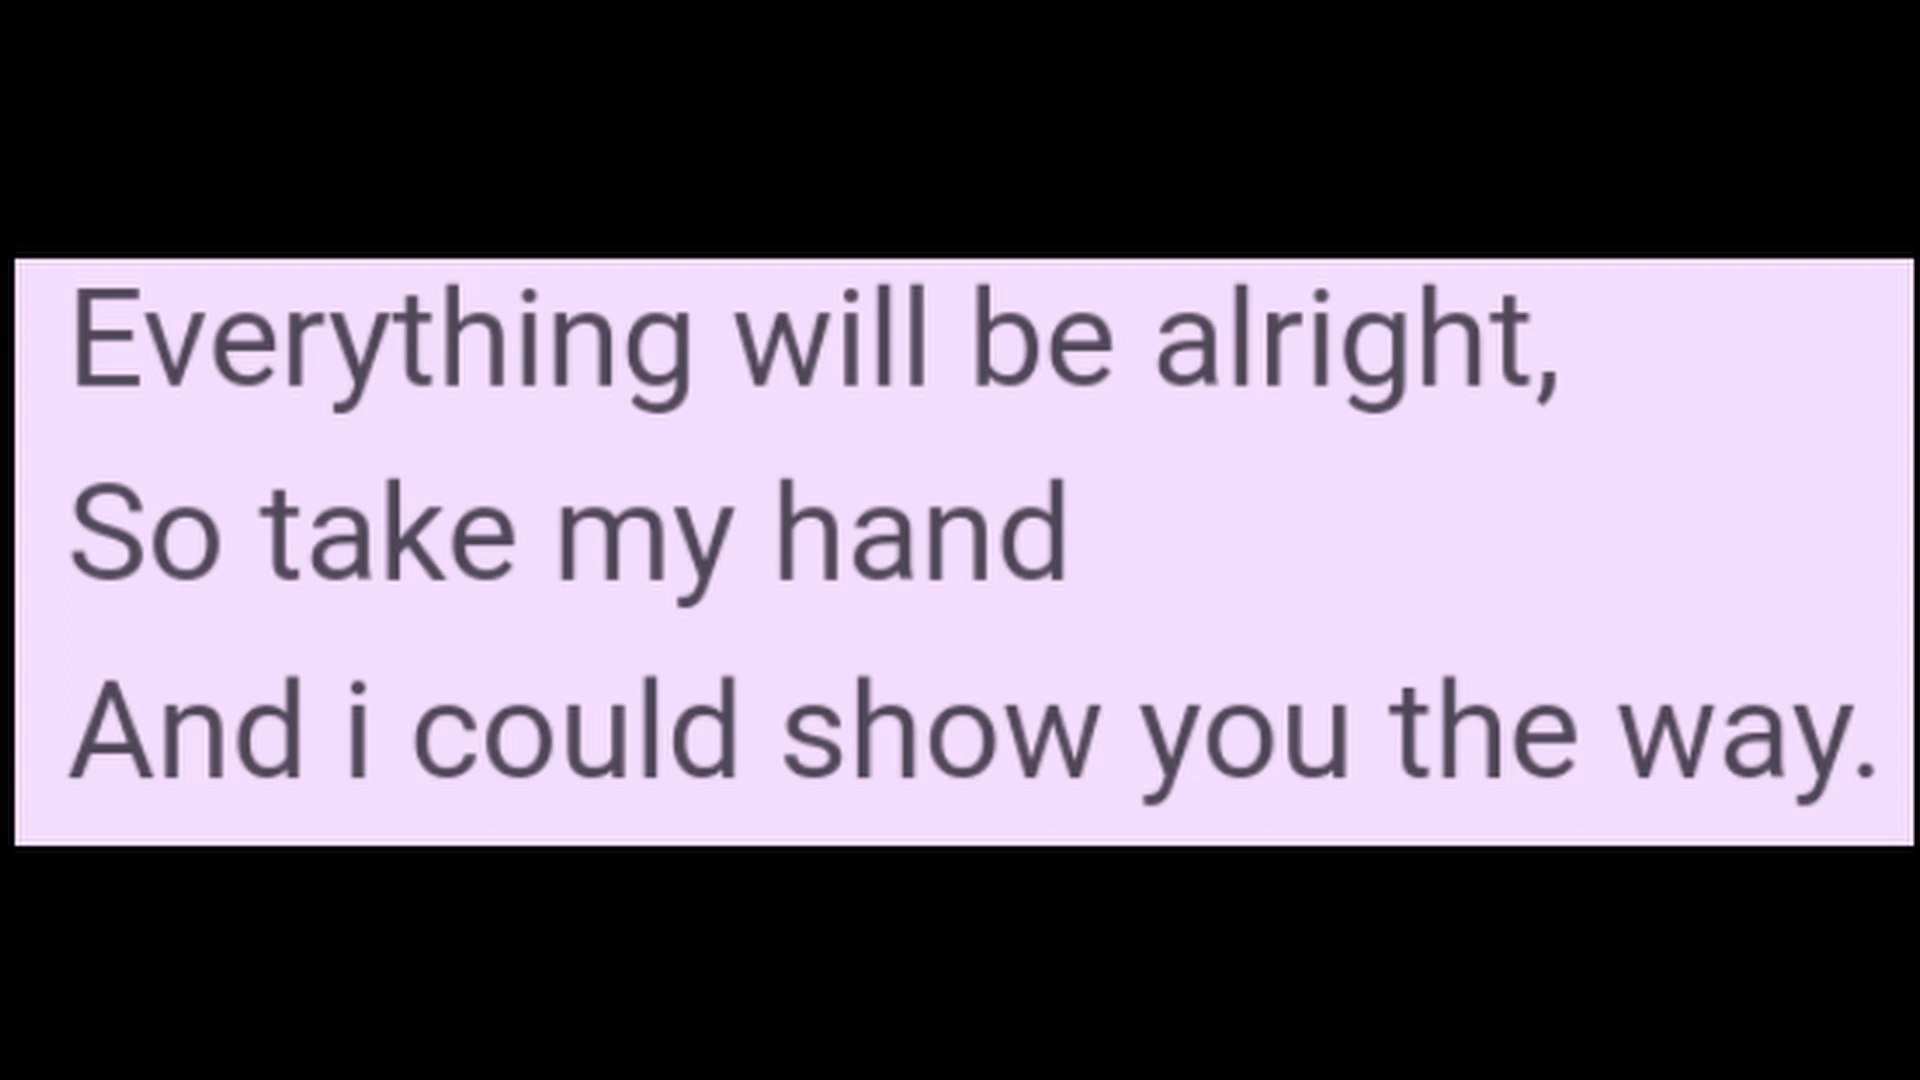 Everything will be alright,
So take my hand
And i could show you the way.